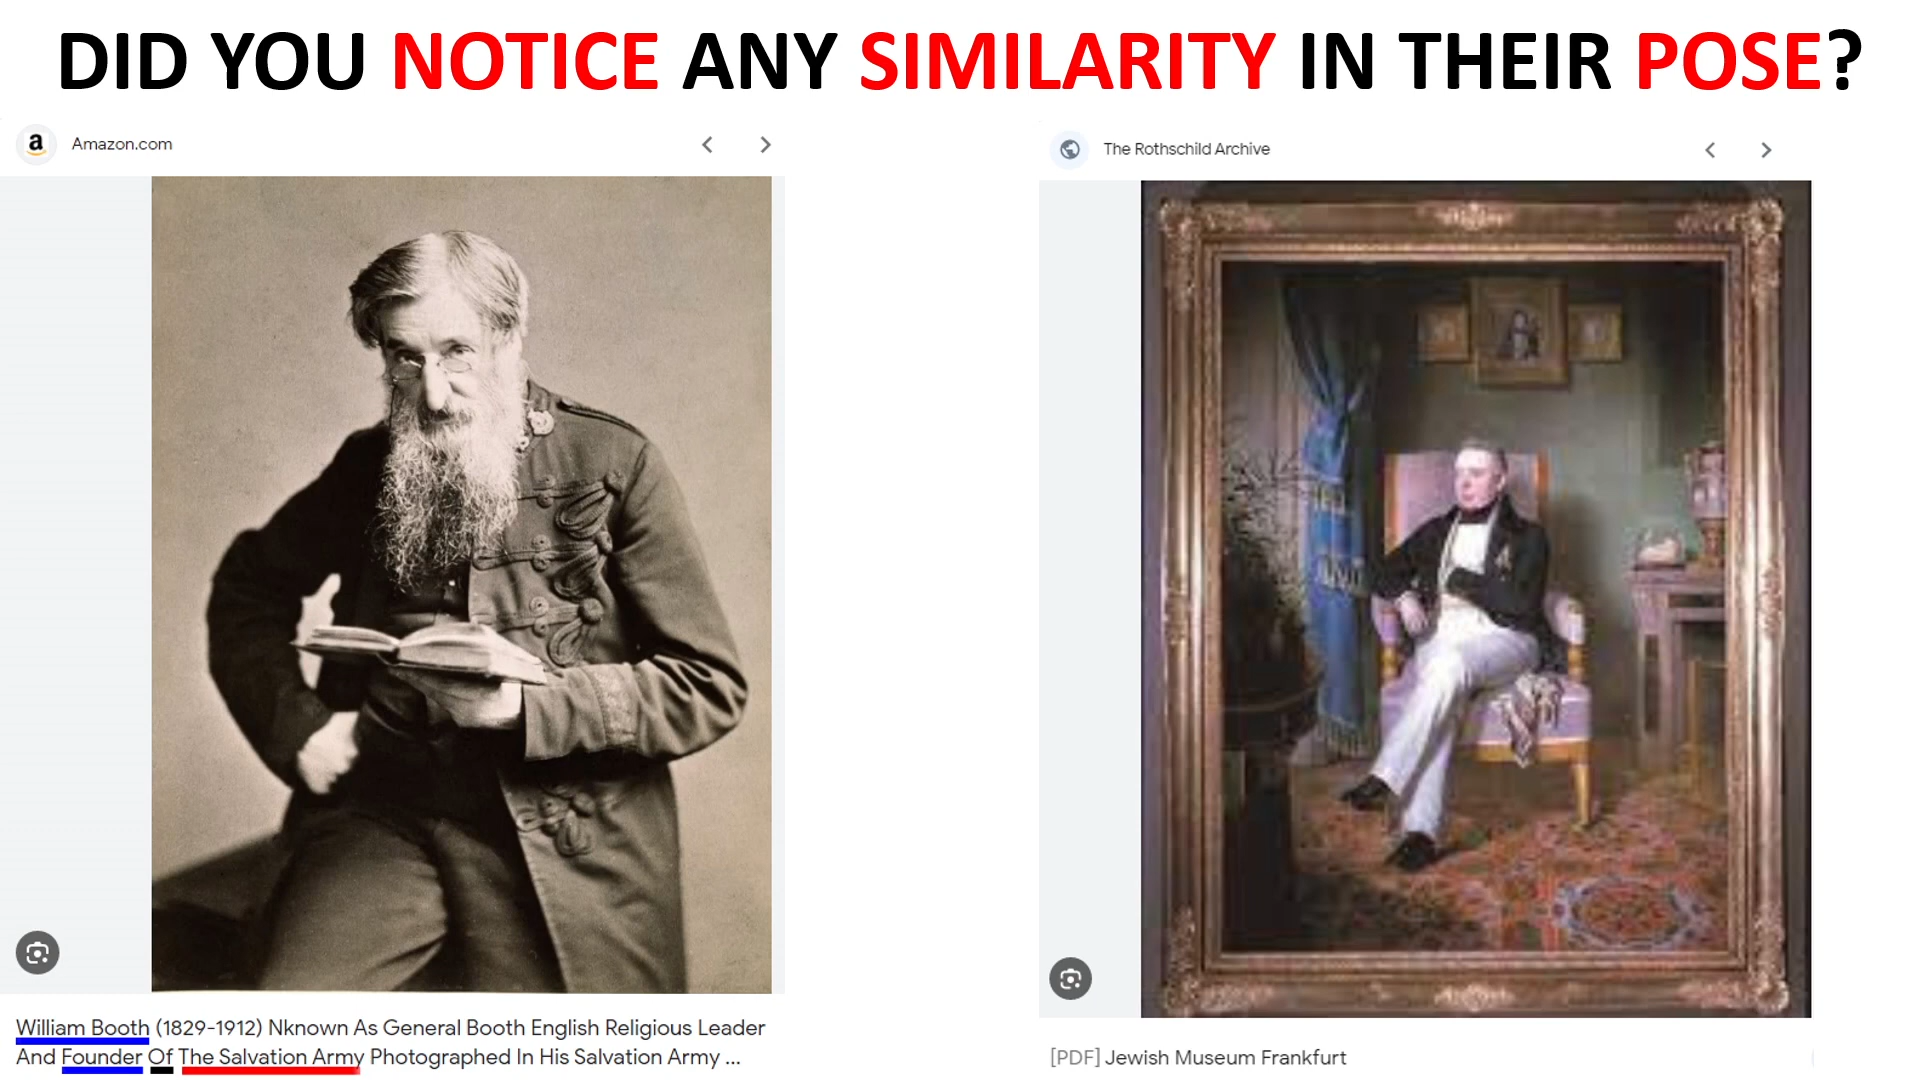 DID YOU NOTICE ANY SIMILARITY IN THEIR POSE?
a
Amazon.com
William Booth (1829-1912) Nknown As General Booth English Religious Leader
And Founder Of The Salvation Army Photographed In His Salvation Army ...
The Rothschild Archive
[PDF] Jewish Museum Frankfurt